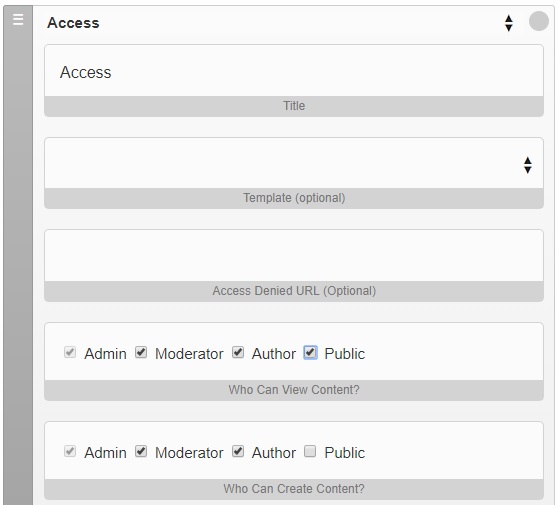 Access
Access
Title
Template (optional)
Access Denied URL (Optional)
Admin Moderator Author Public
Who Can View Content?
Admin Moderator Author Public
Who Can Create Content?